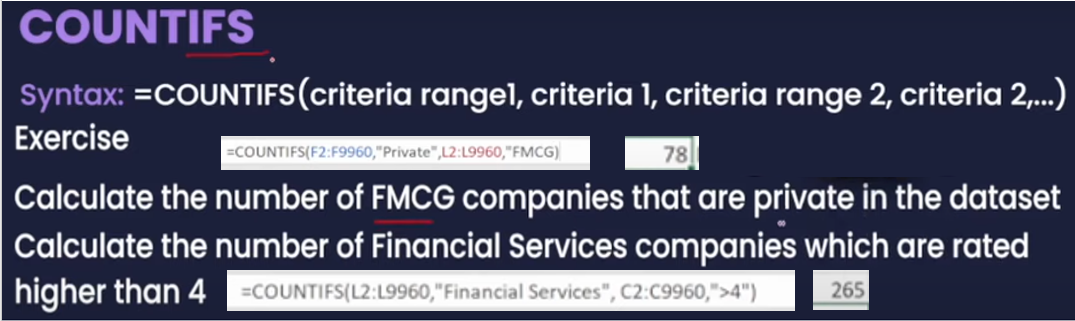 COUNTIFS
Syntax: =COUNTIFS(criteria range1, criteria 1, criteria range 2, criteria 2,...)
Exercise
=COUNTIFS(F2:F9960,"Private",L2:L9960,"FMCG) 78
Calculate the number of FMCG companies that are private in the dataset
Calculate the number of Financial Services companies which are rated
higher than 4 =COUNTIFS(L2:L9960,"Financial Services", C2:C9960,">4") 265